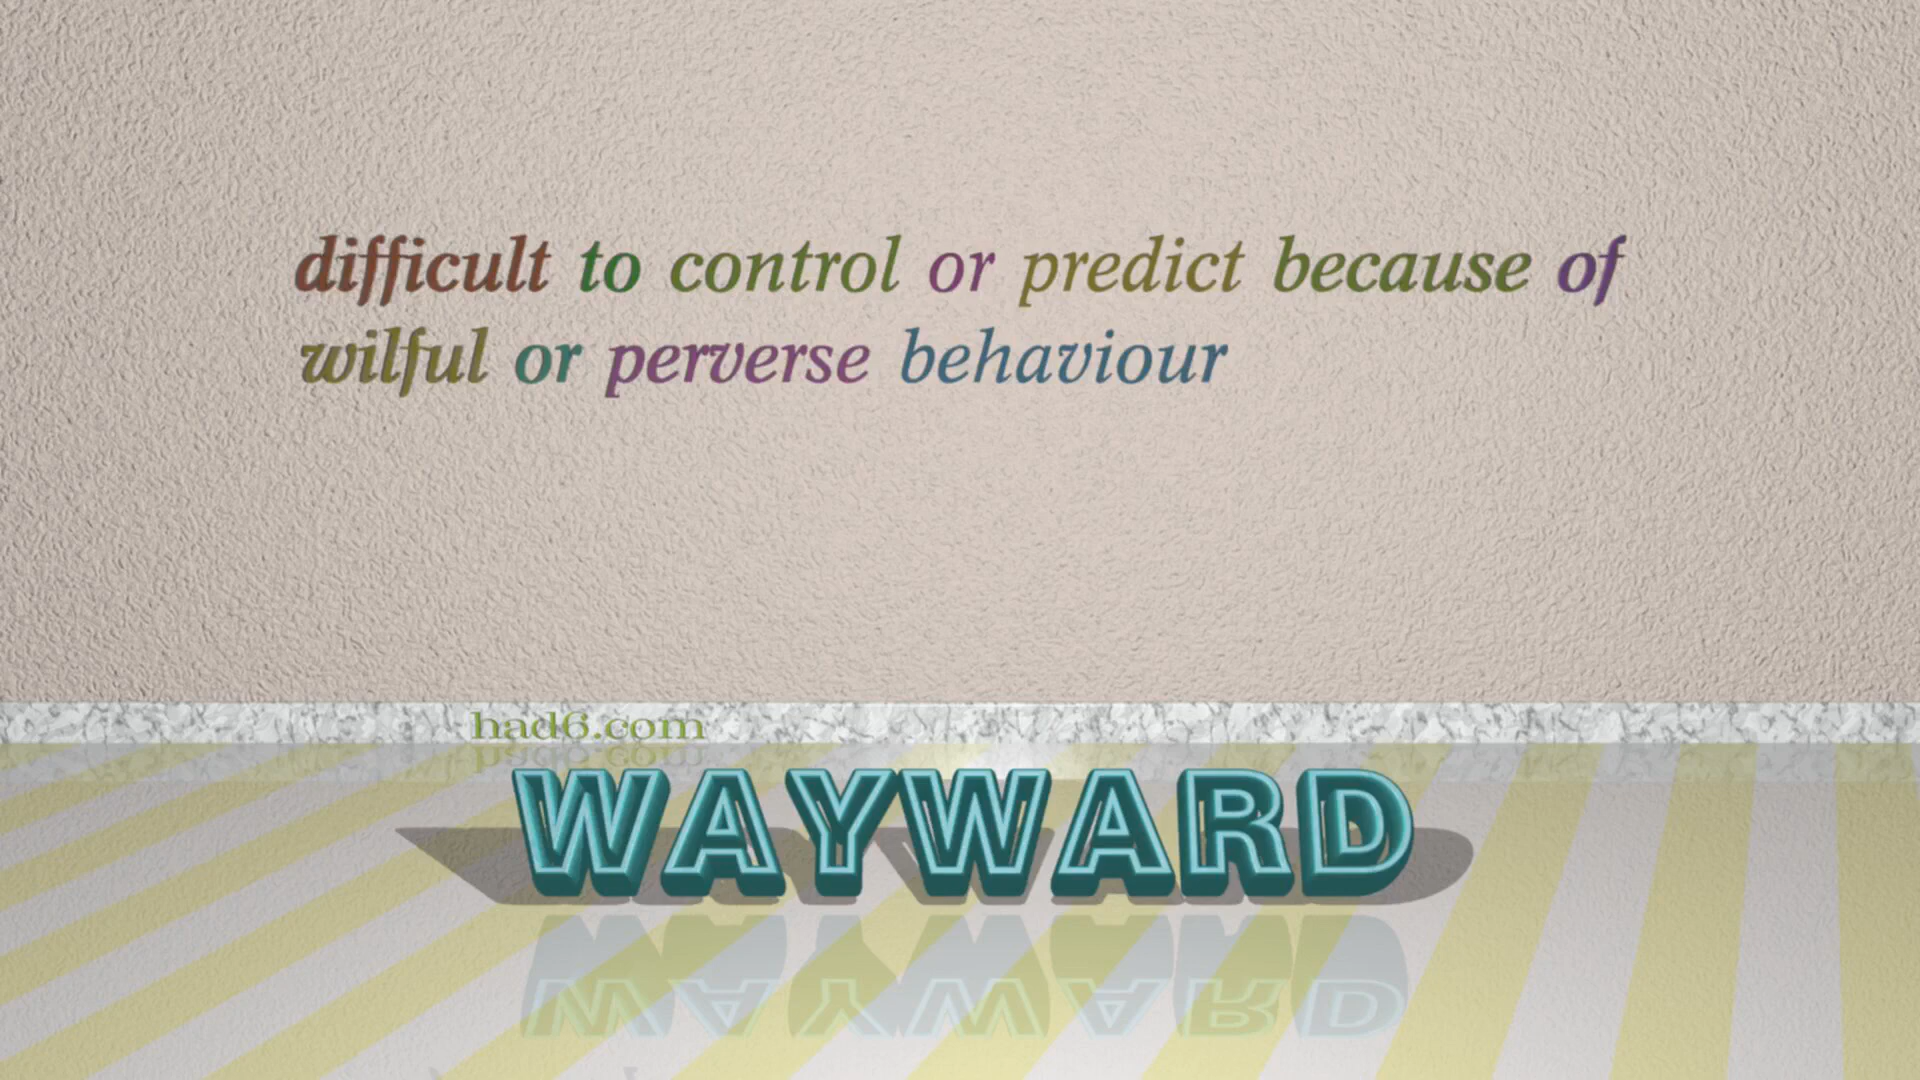 difficult to control or predict because of
wilful or perverse behaviour
had6.com
WAYWARD